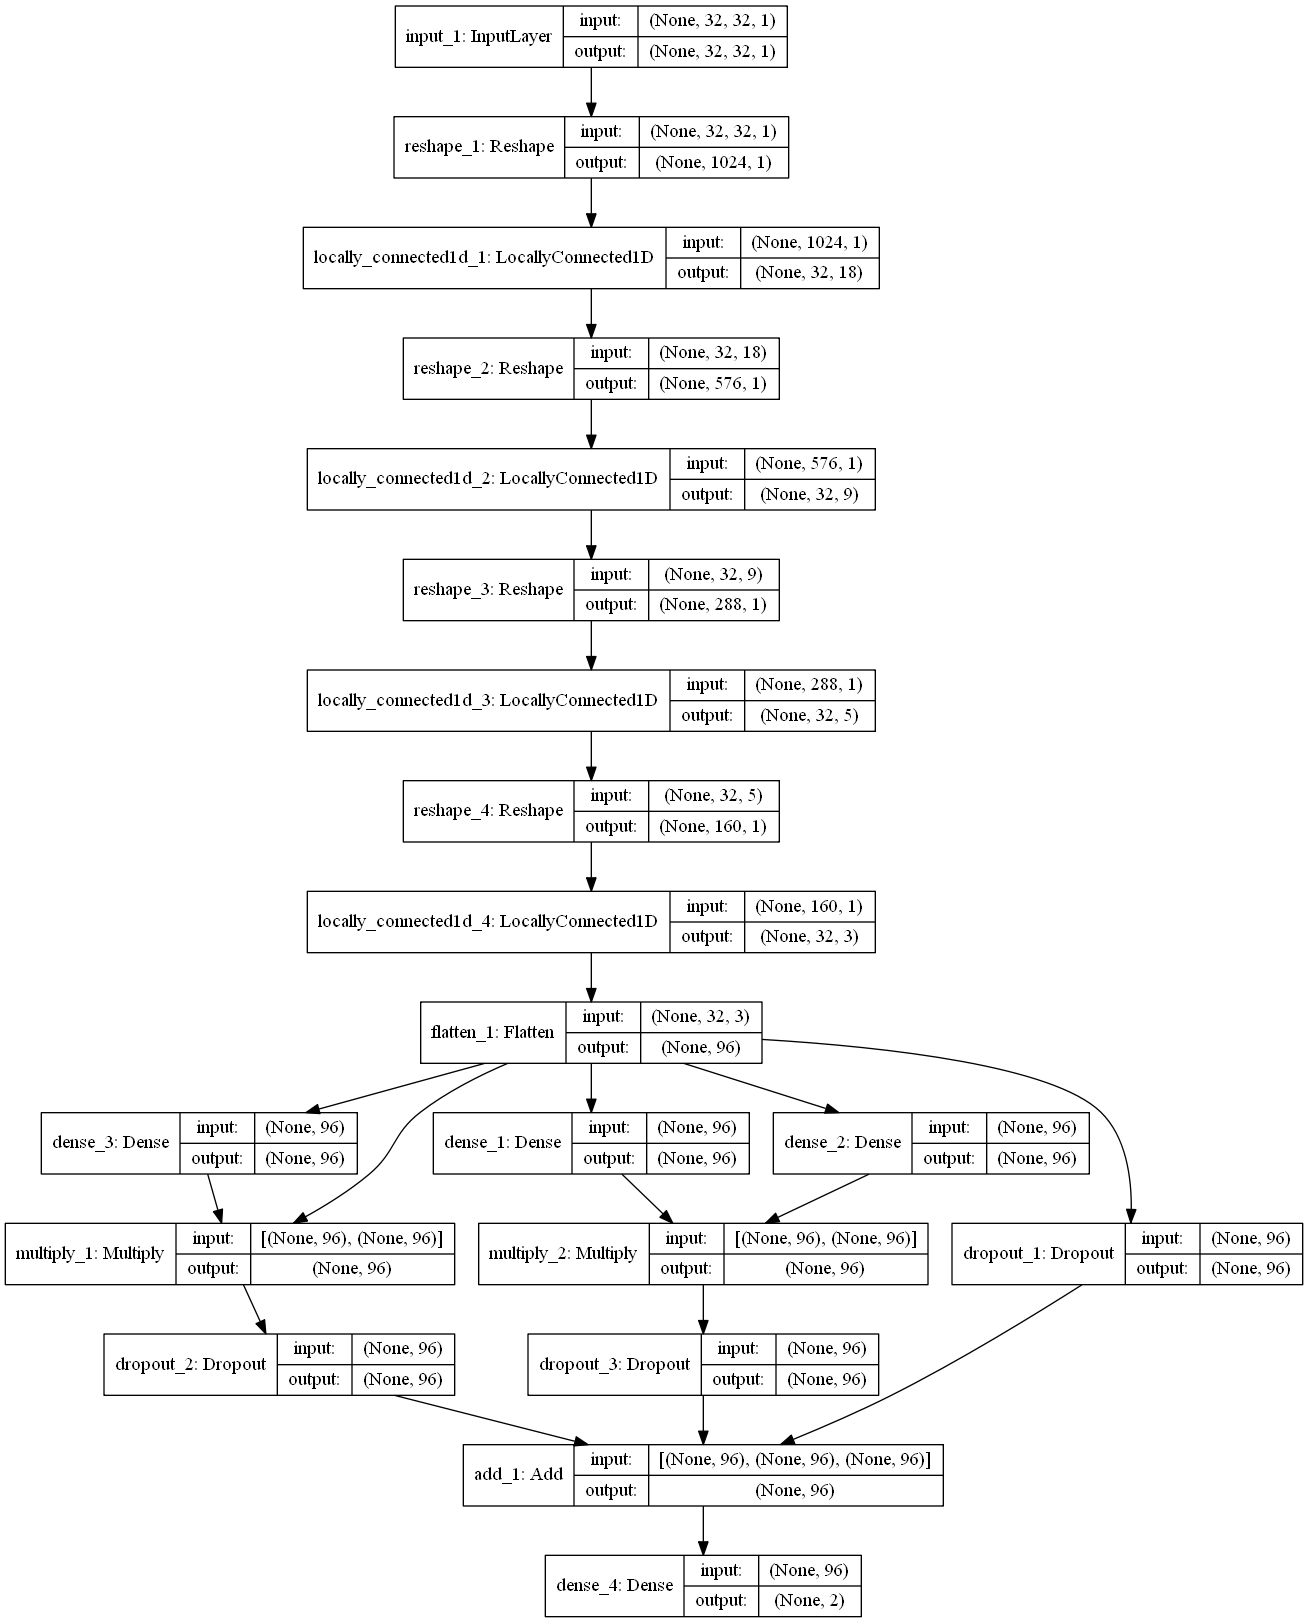 input_1: InputLayer
input: (None, 32, 32, 1)
output: (None, 32, 32, 1)
reshape_1: Reshape
input: (None, 32, 32, 1)
output: (None, 1024, 1)
locally_connected1d_1: LocallyConnected1D
input: (None, 1024, 1)
output: (None, 32, 18)
reshape_2: Reshape
input: (None, 32, 18)
output: (None, 576, 1)
locally_connected1d_2: LocallyConnected1D
input: (None, 576, 1)
output: (None, 32, 9)
reshape_3: Reshape
input: (None, 32, 9)
output: (None, 288, 1)
locally_connected1d_3: LocallyConnected1D
input: (None, 288, 1)
output: (None, 32, 5)
reshape_4: Reshape
input: (None, 32, 5)
output: (None, 160, 1)
locally_connected1d_4: LocallyConnected1D
input: (None, 160, 1)
output: (None, 32, 3)
flatten_1: Flatten
input: (None, 32, 3)
output: (None, 96)
dense_3: Dense
input: (None, 96)
output: (None, 96)
dense_1: Dense
input: (None, 96)
output: (None, 96)
dense_2: Dense
input: (None, 96)
output: (None, 96)
multiply_1: Multiply
input: [(None, 96), (None, 96)]
output: (None, 96)
multiply_2: Multiply
input: [(None, 96), (None, 96)]
output: (None, 96)
dropout_1: Dropout
input: (None, 96)
output: (None, 96)
dropout_2: Dropout
input: (None, 96)
output: (None, 96)
dropout_3: Dropout
input: (None, 96)
output: (None, 96)
add_1: Add
input: [(None, 96), (None, 96), (None, 96)]
output: (None, 96)
dense_4: Dense
input: (None, 96)
output: (None, 2)